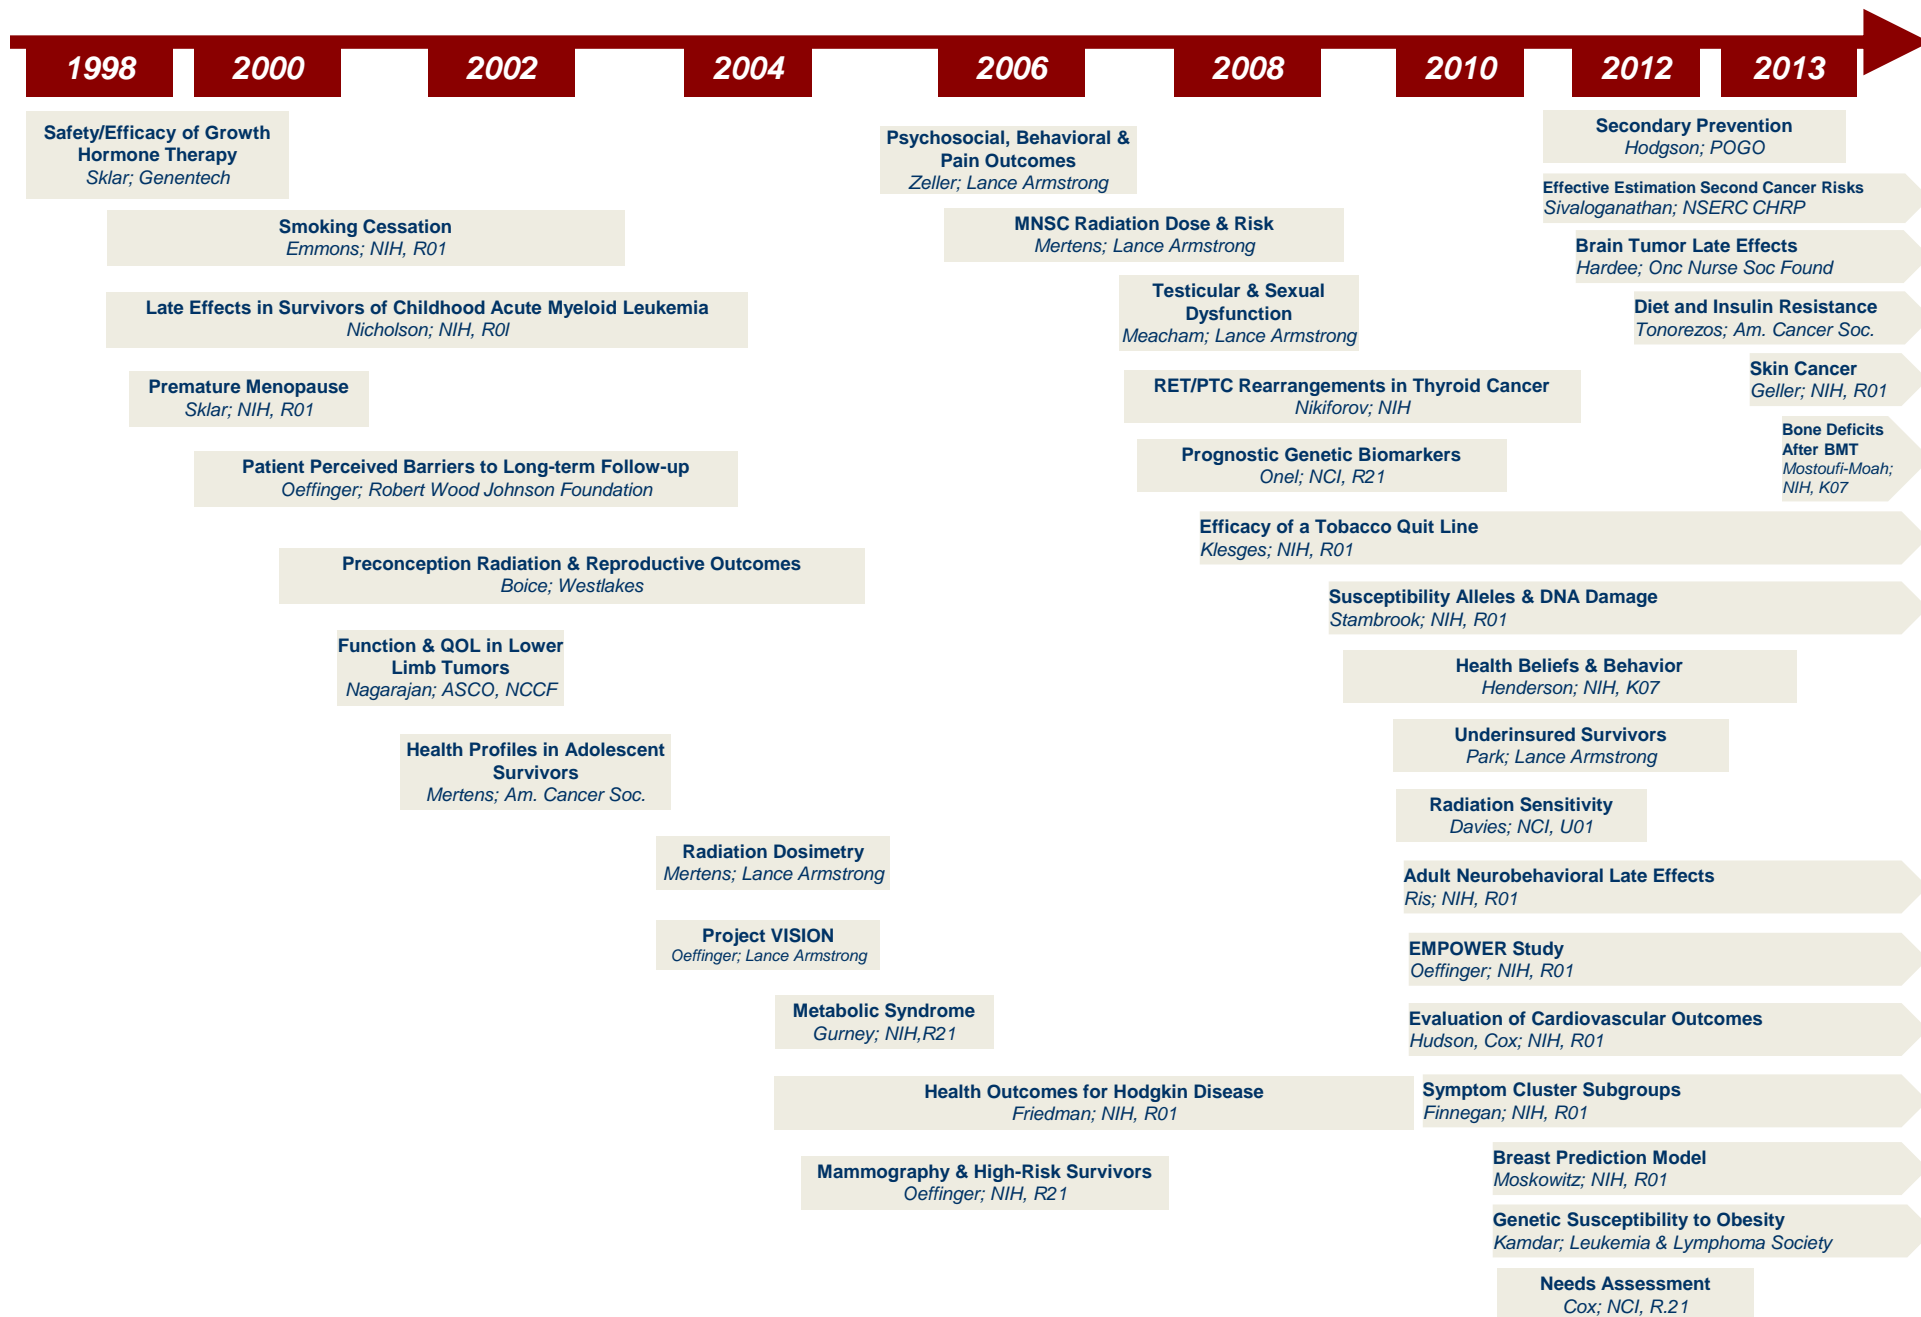 1998
2000
2002
2004
2006
2008
2010
2012
2013
Safety/Efficacy of Growth
Hormone Therapy
Sklar; Genentech
Smoking Cessation
Emmons; NIH, R01
Late Effects in Survivors of Childhood Acute Myeloid Leukemia
Nicholson; NIH, R0l
Premature Menopause
Sklar; NIH, R01
Patient Perceived Barriers to Long-term Follow-up
Oeffinger; Robert Wood Johnson Foundation
Preconception Radiation & Reproductive Outcomes
Boice; Westlakes
Function & QOL in Lower
Limb Tumors
Nagarajan; ASCO, NCCF
Health Profiles in Adolescent
Survivors
Mertens; Am. Cancer Soc.
Radiation Dosimetry
Mertens; Lance Armstrong
Project VISION
Oeffinger; Lance Armstrong
Metabolic Syndrome
Gurney; NIH,R21
Health Outcomes for Hodgkin Disease
Friedman; NIH, R01
Mammography & High-Risk Survivors
Oeffinger; NIH, R21
Psychosocial, Behavioral &
Pain Outcomes
Zeller; Lance Armstrong
MNSC Radiation Dose & Risk
Mertens; Lance Armstrong
Testicular & Sexual
Dysfunction
Meacham; Lance Armstrong
RET/PTC Rearrangements in Thyroid Cancer
Nikiforov; NIH
Prognostic Genetic Biomarkers
Onel; NCI, R21
Efficacy of a Tobacco Quit Line
Klesges; NIH, R01
Susceptibility Alleles & DNA Damage
Stambrook; NIH, R01
Health Beliefs & Behavior
Henderson; NIH, K07
Underinsured Survivors
Park; Lance Armstrong
Radiation Sensitivity
Davies; NCI, U01
Adult Neurobehavioral Late Effects
Ris; NIH, R01
EMPOWER Study
Oeffinger; NIH, R01
Evaluation of Cardiovascular Outcomes
Hudson, Cox; NIH, R01
Symptom Cluster Subgroups
Finnegan; NIH, R01
Breast Prediction Model
Moskowitz; NIH, R01
Genetic Susceptibility to Obesity
Kamdar; Leukemia & Lymphoma Society
Needs Assessment
Cox; NCI, R.21
Secondary Prevention
Hodgson; POGO
Effective Estimation Second Cancer Risks
Sivaloganathan; NSERC CHRP
Brain Tumor Late Effects
Hardee; Onc Nurse Soc Found
Diet and Insulin Resistance
Tonorezos; Am. Cancer Soc.
Skin Cancer
Geller; NIH, R01
Bone Deficits
After BMT
Mostoufi-Moah;
NIH, K07